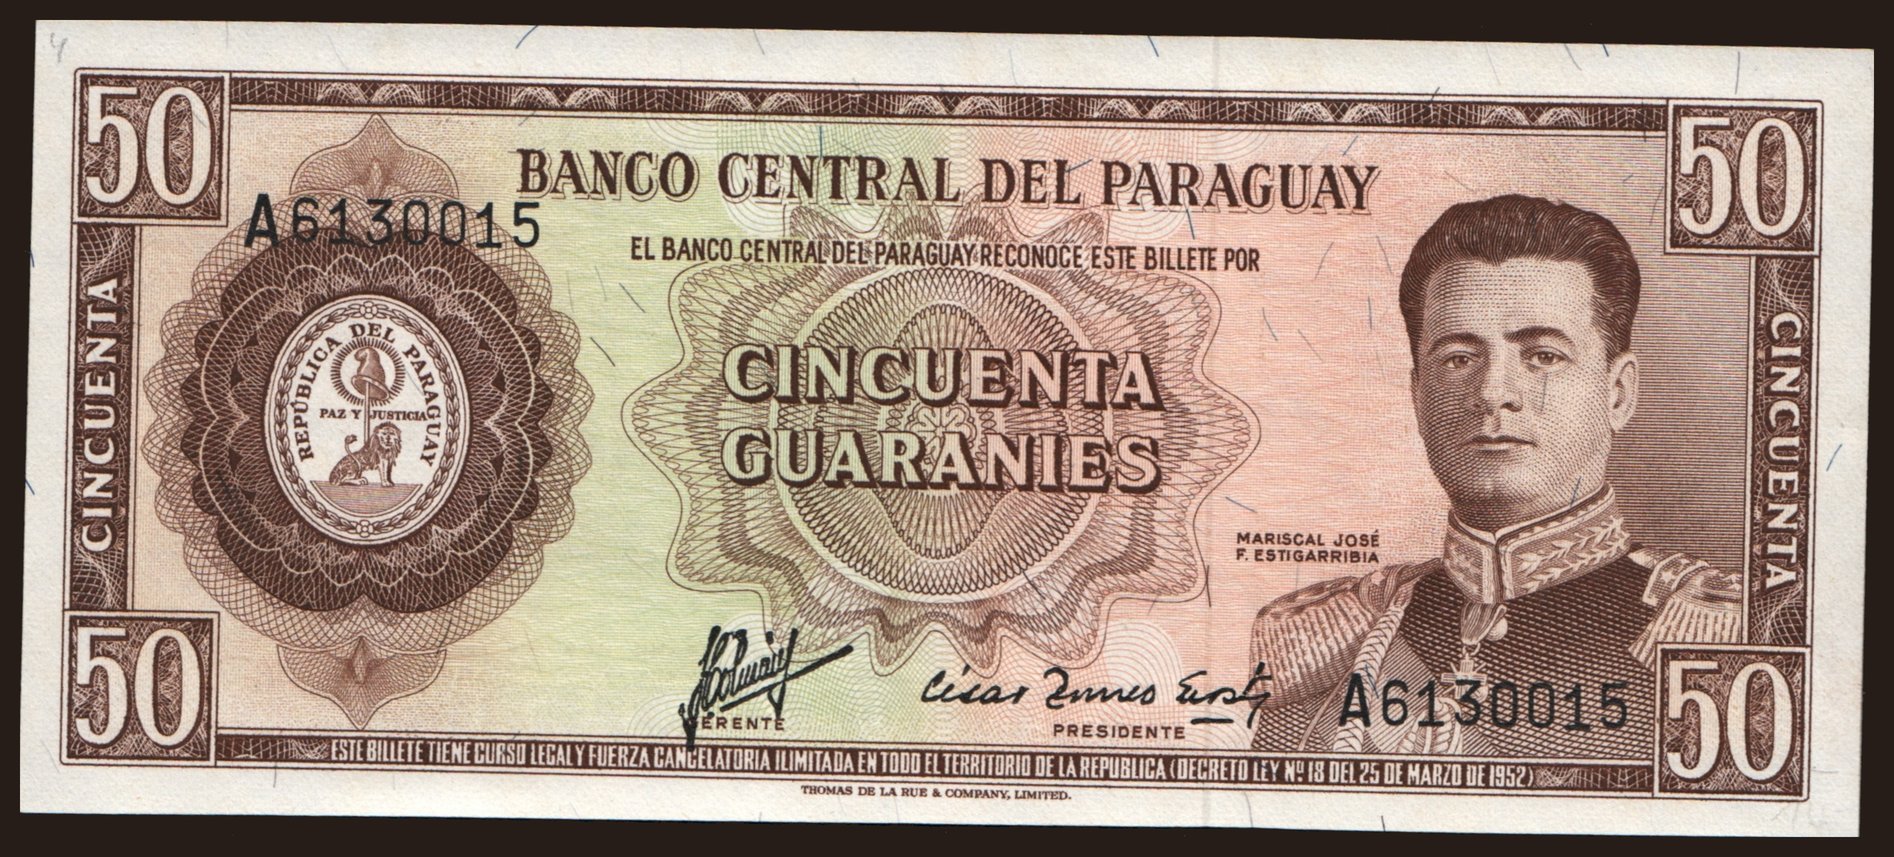 50
50
BANCO CENTRAL DEL PARAGUAY
A6130015
EL BANCO CENTRAL DEL PARAGUAY RECONOCE ESTE BILLETE POR
CINCUENTA
CINCUENTA
REPÚBLICA DEL PARAGUAY
PAZ Y JUSTICIA
CINCUENTA
GUARANIES
MARISCAL JOSÉ
F. ESTIGARRIBIA
César
A6130015
GERENTE
PRESIDENTE
50
50
ESTE BILLETE TIENE CURSO LEGAL Y FUERZA CANCELATORIA ILIMITADA EN TODO EL TERRITORIO DE LA REPUBLICA (DECRETO LEY Nº 18 DEL 25 DE MARZO DE 1952)
THOMAS DE LA RUE & COMPANY, LIMITED.